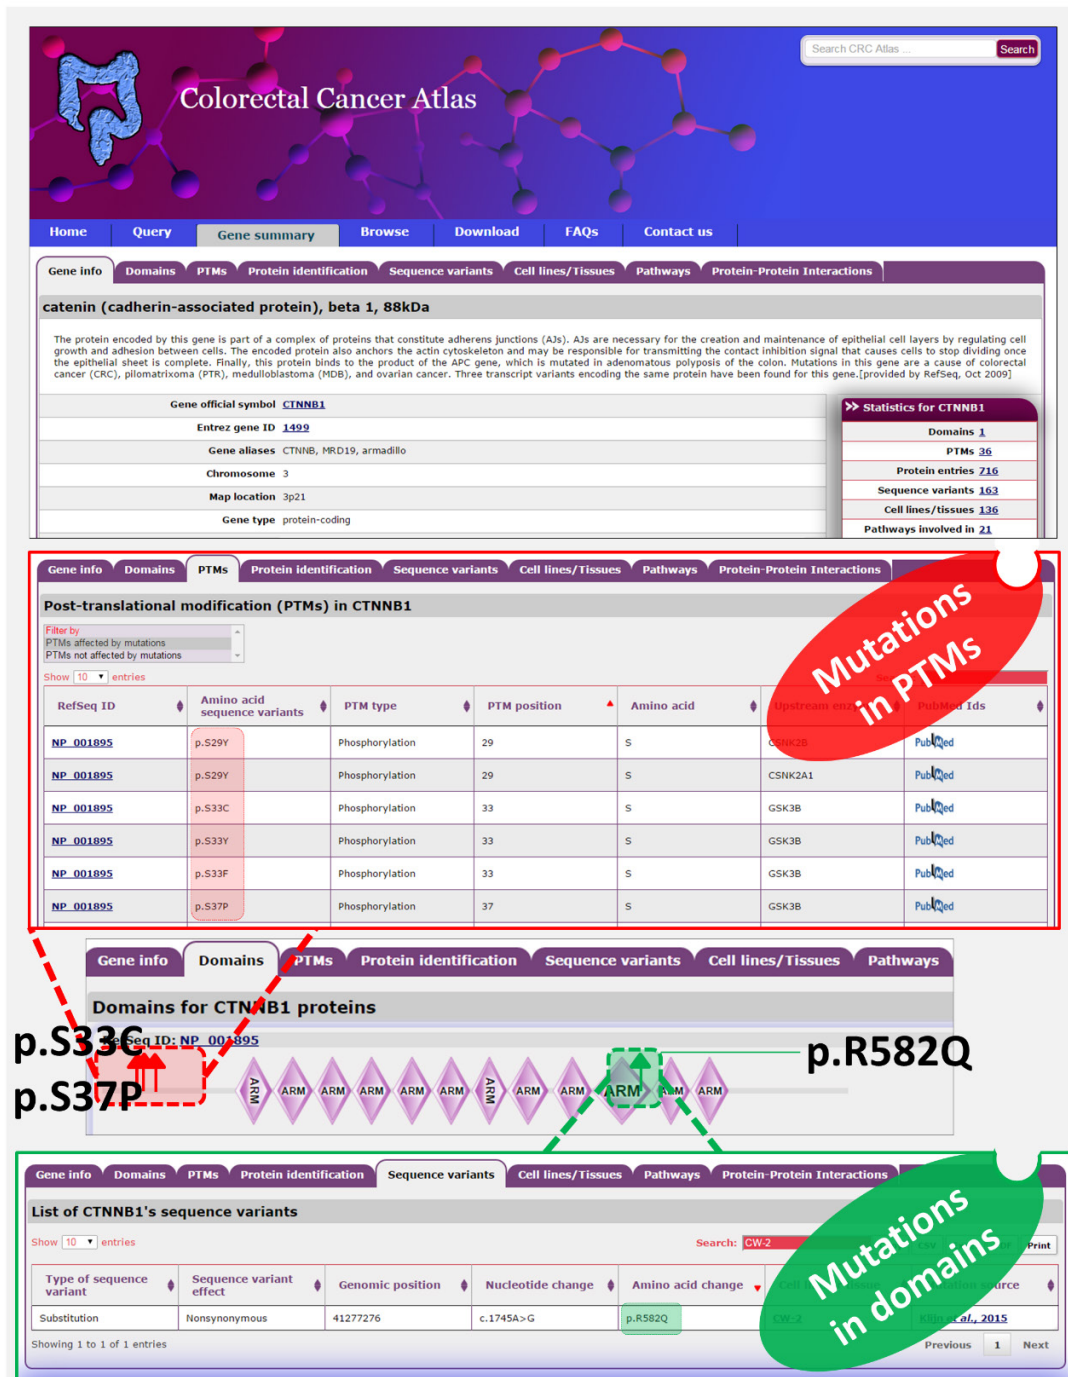 Search CRC Atlas ...
Search
Colorectal Cancer Atlas
Home Query Gene summary Browse Download FAQs Contact us
Gene info Domains PTMs Protein identification Sequence variants Cell lines/Tissues Pathways Protein-Protein Interactions
catenin (cadherin-associated protein), beta 1, 88kDa
The protein encoded by this gene is part of a complex of proteins that constitute adherens junctions (AJs). AJs are necessary for the creation and maintenance of epithelial cell layers by regulating cell
growth and adhesion between cells. The encoded protein also anchors the actin cytoskeleton and may be responsible for transmitting the contact inhibition signal that causes cells to stop dividing once
the epithelial sheet is complete. Finally, this protein binds to the product of the APC gene, which is mutated in adenomatous polyposis of the colon. Mutations in this gene are a cause of colorectal
cancer (CRC), pilomatrixoma (PTR), medulloblastoma (MDB), and ovarian cancer. Three transcript variants encoding the same protein have been found for this gene.[provided by RefSeq, Oct 2009]
Gene official symbol CTNNB1
Entrez gene ID 1499
Gene aliases CTNNB, MRD19, armadillo
Chromosome 3
Map location 3p21
Gene type protein-coding
>> Statistics for CTNNB1
Domains 1
PTMs 36
Protein entries 716
Sequence variants 163
Cell lines/tissues 136
Pathways involved in 21
Gene info Domains PTMs Protein identification Sequence variants Cell lines/Tissues Pathways Protein-Protein Interactions
Post-translational modification (PTMs) in CTNNB1
Filter by
PTMs affected by mutations
PTMs not affected by mutations
Show 10 entries
Mutations
in PTMs
RefSeq ID Amino acid sequence variants PTM type PTM position Amino acid Upstream PubMed Ids
NP_001895 p.S29Y Phosphorylation 29 S CSNK2B PubMed
NP_001895 p.S29Y Phosphorylation 29 S CSNK2A1 PubMed
NP_001895 p.S33C Phosphorylation 33 S GSK3B PubMed
NP_001895 p.S33Y Phosphorylation 33 S GSK3B PubMed
NP_001895 p.S33F Phosphorylation 33 S GSK3B PubMed
NP_001895 p.S37P Phosphorylation 37 S GSK3B PubMed
Gene info Domains PTMs Protein identification Sequence variants Cell lines/Tissues Pathways
Domains for CTNNB1 proteins
RefSeq ID: NP_001895
p.S33C
p.S37P
p.R582Q
ARM ARM ARM ARM ARM ARM ARM ARM ARM ARM ARM ARM
Gene info Domains PTMs Protein identification Sequence variants Cell lines/Tissues Pathways Protein-Protein Interactions
List of CTNNB1's sequence variants
Show 10 entries
Search: CW-2
CSV Print
Mutations
in domains
Type of sequence variant Sequence variant effect Genomic position Nucleotide change Amino acid change
Substitution Nonsynonymous 41277276 c.1745A>G p.R582Q CW-2 Klijn et al., 2015
Showing 1 to 1 of 1 entries
Previous 1 Next